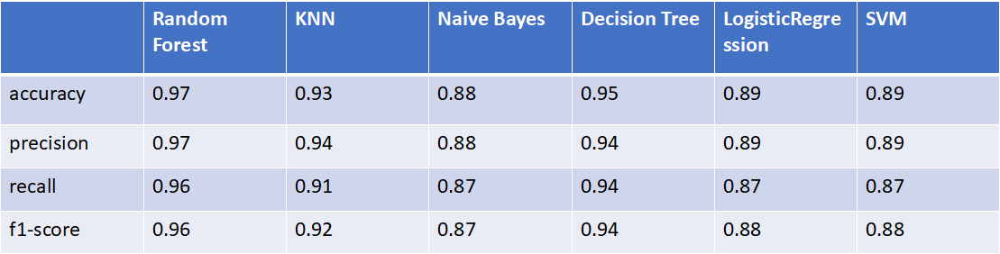 Random Forest KNN Naive Bayes Decision Tree LogisticRegre ssion SVM
accuracy 0.97 0.93 0.88 0.95 0.89 0.89
precision 0.97 0.94 0.88 0.94 0.89 0.89
recall 0.96 0.91 0.87 0.94 0.87 0.87
f1-score 0.96 0.92 0.87 0.94 0.88 0.88